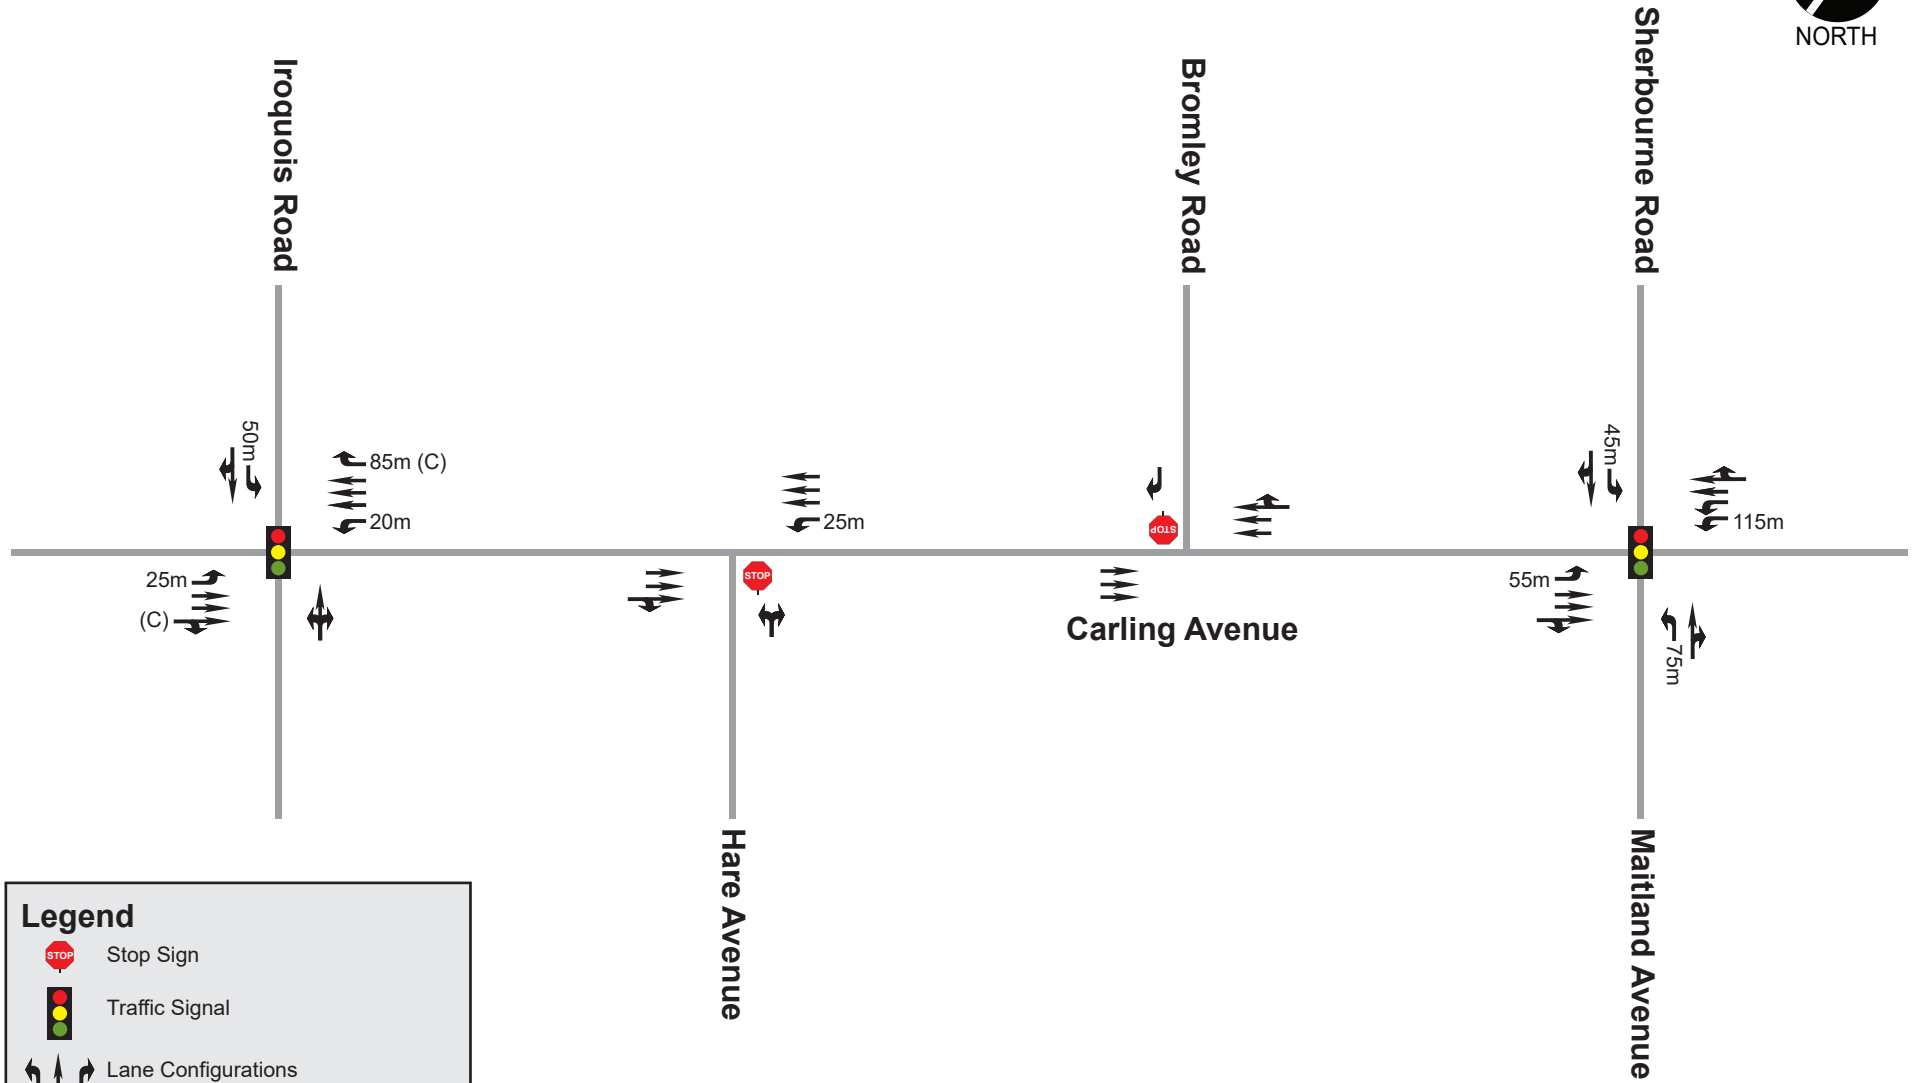 NORTH
Iroquois Road
Bromley Road
Sherbourne Road
50m
85m (C)
20m
25m
45m
115m
STOP
STOP
25m
(C)
55m
75m
Carling Avenue
Hare Avenue
Maitland Avenue
Legend
STOP
Stop Sign
Traffic Signal
Lane Configurations